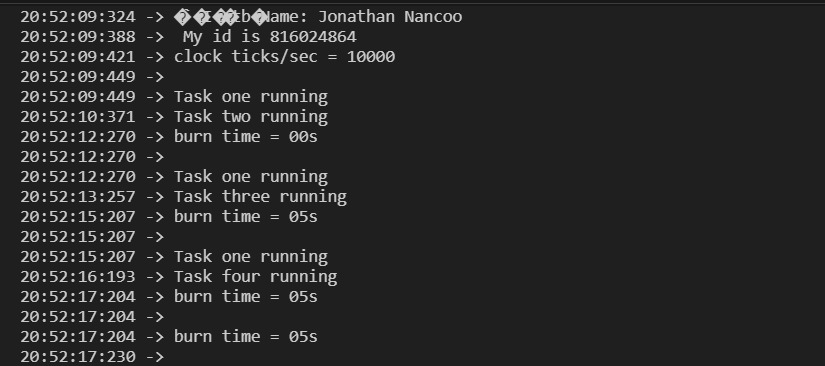 20:52:09:324 -> Name: Jonathan Nancoo
20:52:09:388 -> My id is 816024864
20:52:09:421 -> clock ticks/sec = 10000
20:52:09:449 ->
20:52:09:449 -> Task one running
20:52:10:371 -> Task two running
20:52:12:270 -> burn time = 00s
20:52:12:270 ->
20:52:12:270 -> Task one running
20:52:13:257 -> Task three running
20:52:15:207 -> burn time = 05s
20:52:15:207 ->
20:52:15:207 -> Task one running
20:52:16:193 -> Task four running
20:52:17:204 -> burn time = 05s
20:52:17:204 ->
20:52:17:204 -> burn time = 05s
20:52:17:230 ->